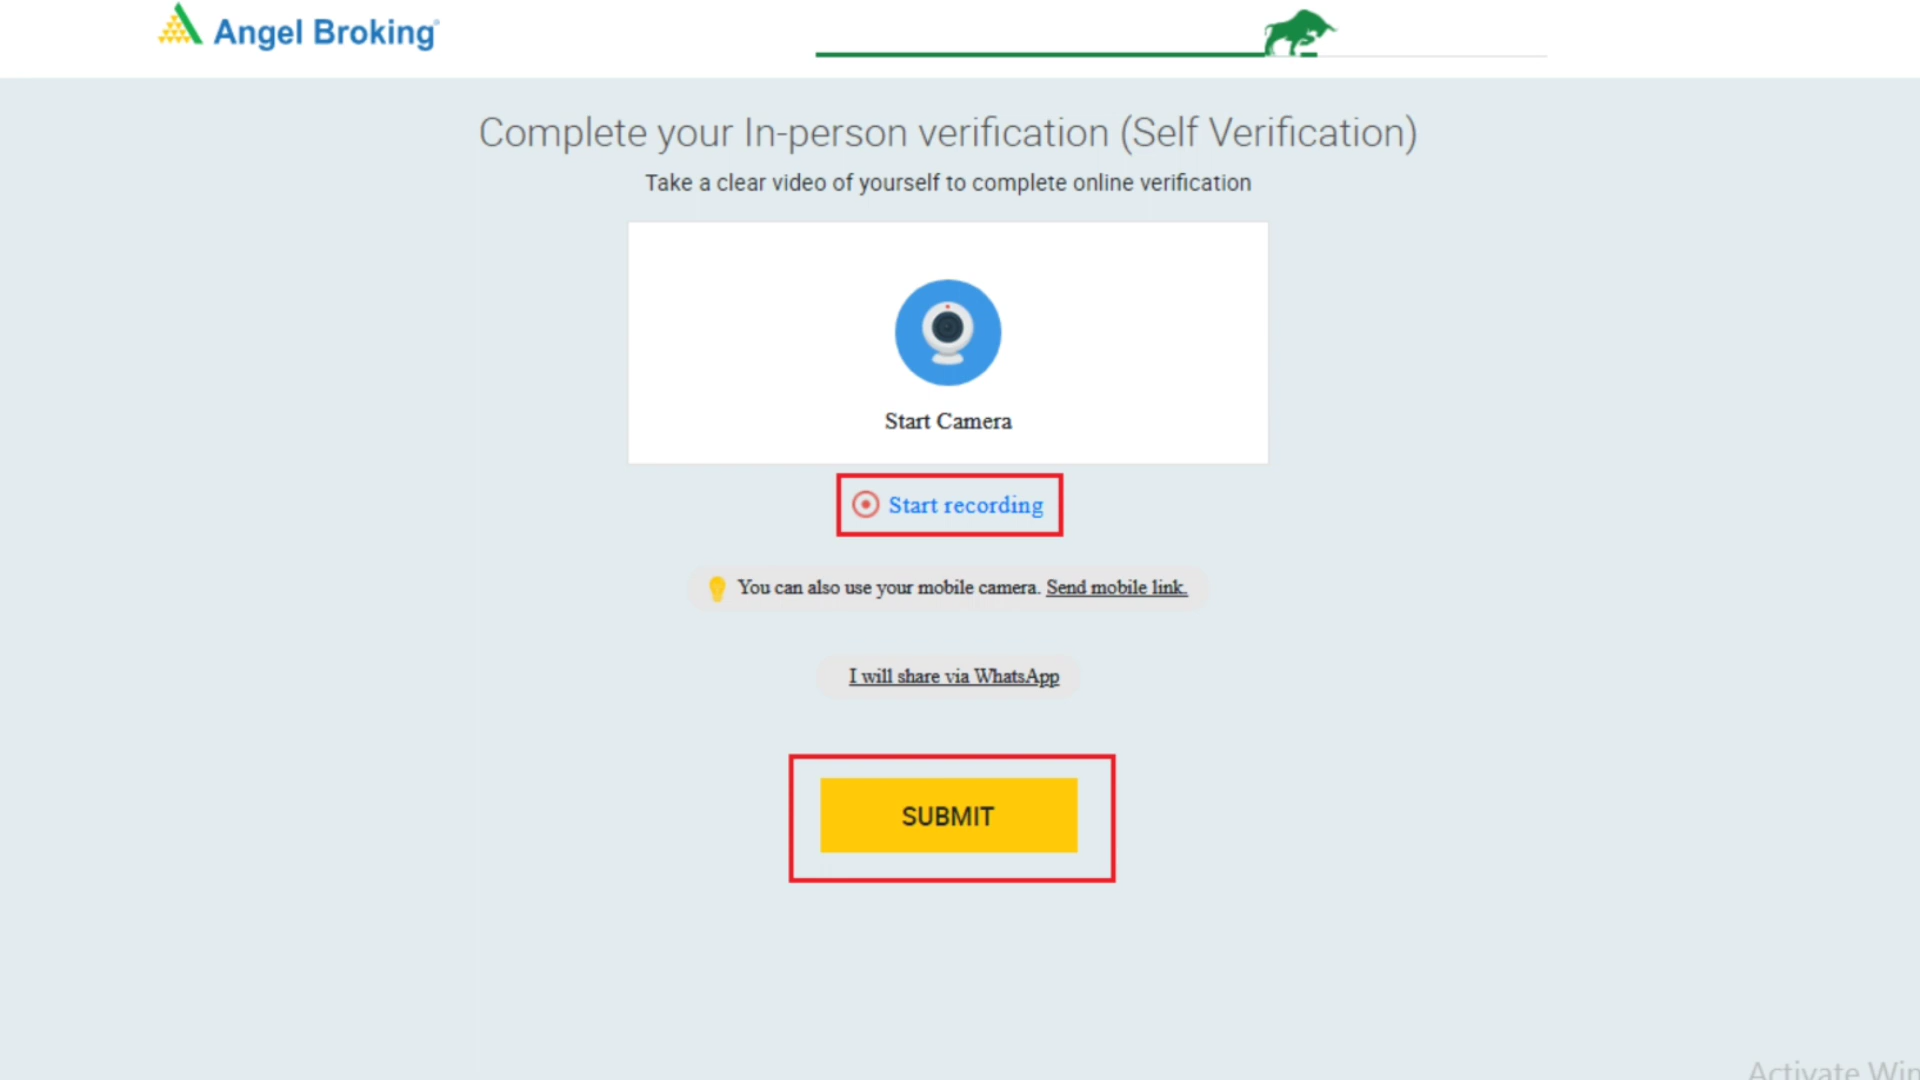 Angel Broking
Complete your In-person verification (Self Verification)
Take a clear video of yourself to complete online verification
Start Camera
Start recording
You can also use your mobile camera. Send mobile link.
I will share via WhatsApp
SUBMIT
Activate Win